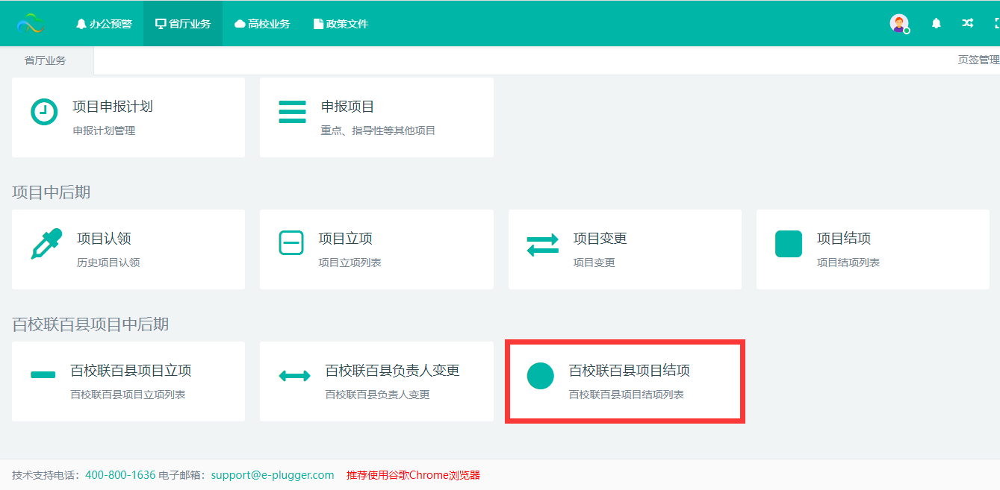 办公预警 省厅业务 高校业务 政策文件
省厅业务 页签管理
项目申报计划
申报计划管理
申报项目
重点、指导性等其他项目
项目中后期
项目认领
历史项目认领
项目立项
项目立项列表
项目变更
项目变更
项目结项
项目结项列表
百校联百县项目中后期
百校联百县项目立项
百校联百县项目立项列表
百校联百县负责人变更
百校联百县负责人变更
百校联百县项目结项
百校联百县项目结项列表
技术支持电话：400-800-1636 电子邮箱：support@e-plugger.com 推荐使用谷歌Chrome浏览器